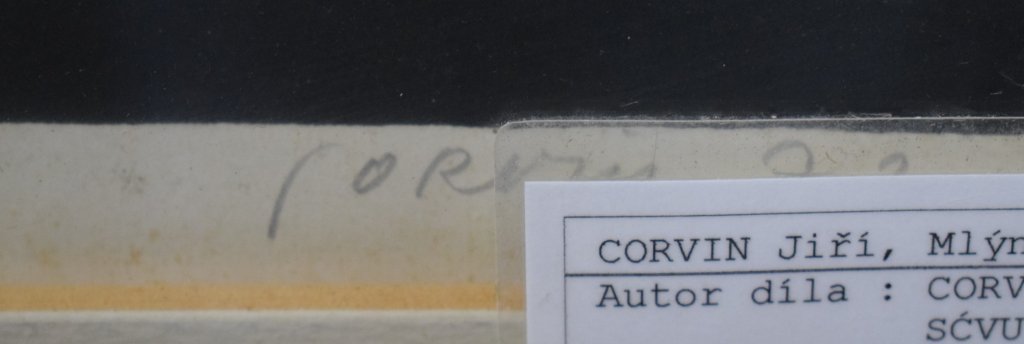 CORVIN
CORVIN Jiří, Mlýn
Autor díla : CORV
SĆVU